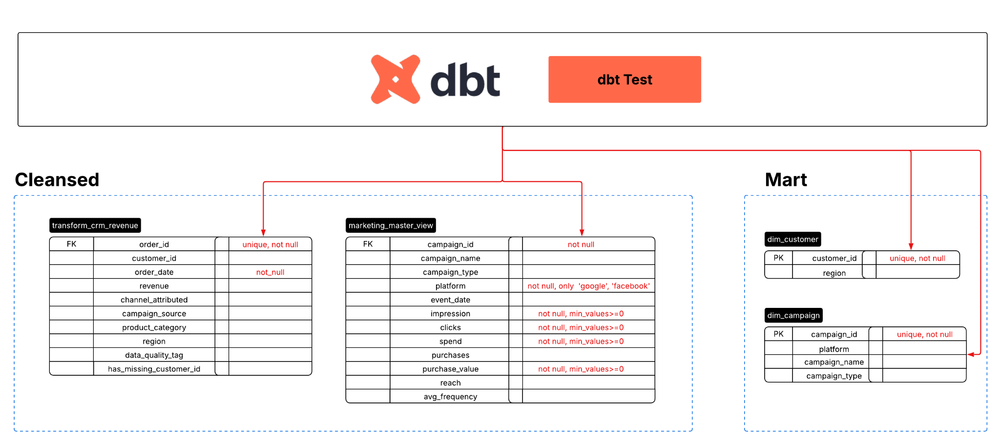 dbt
dbt Test
Cleansed
Mart
transform_crm_revenue
FK order_id unique, not null
customer_id
order_date not_null
revenue
channel_attributed
campaign_source
product_category
region
data_quality_tag
has_missing_customer_id
marketing_master_view
FK campaign_id not null
campaign_name
campaign_type
platform not null, only 'google', 'facebook'
event_date
impression not null, min_values>=0
clicks not null, min_values>=0
spend not null, min_values>=0
purchases
purchase_value not null, min_values>=0
reach
avg_frequency
dim_customer
PK customer_id unique, not null
region
dim_campaign
PK campaign_id unique, not null
platform
campaign_name
campaign_type